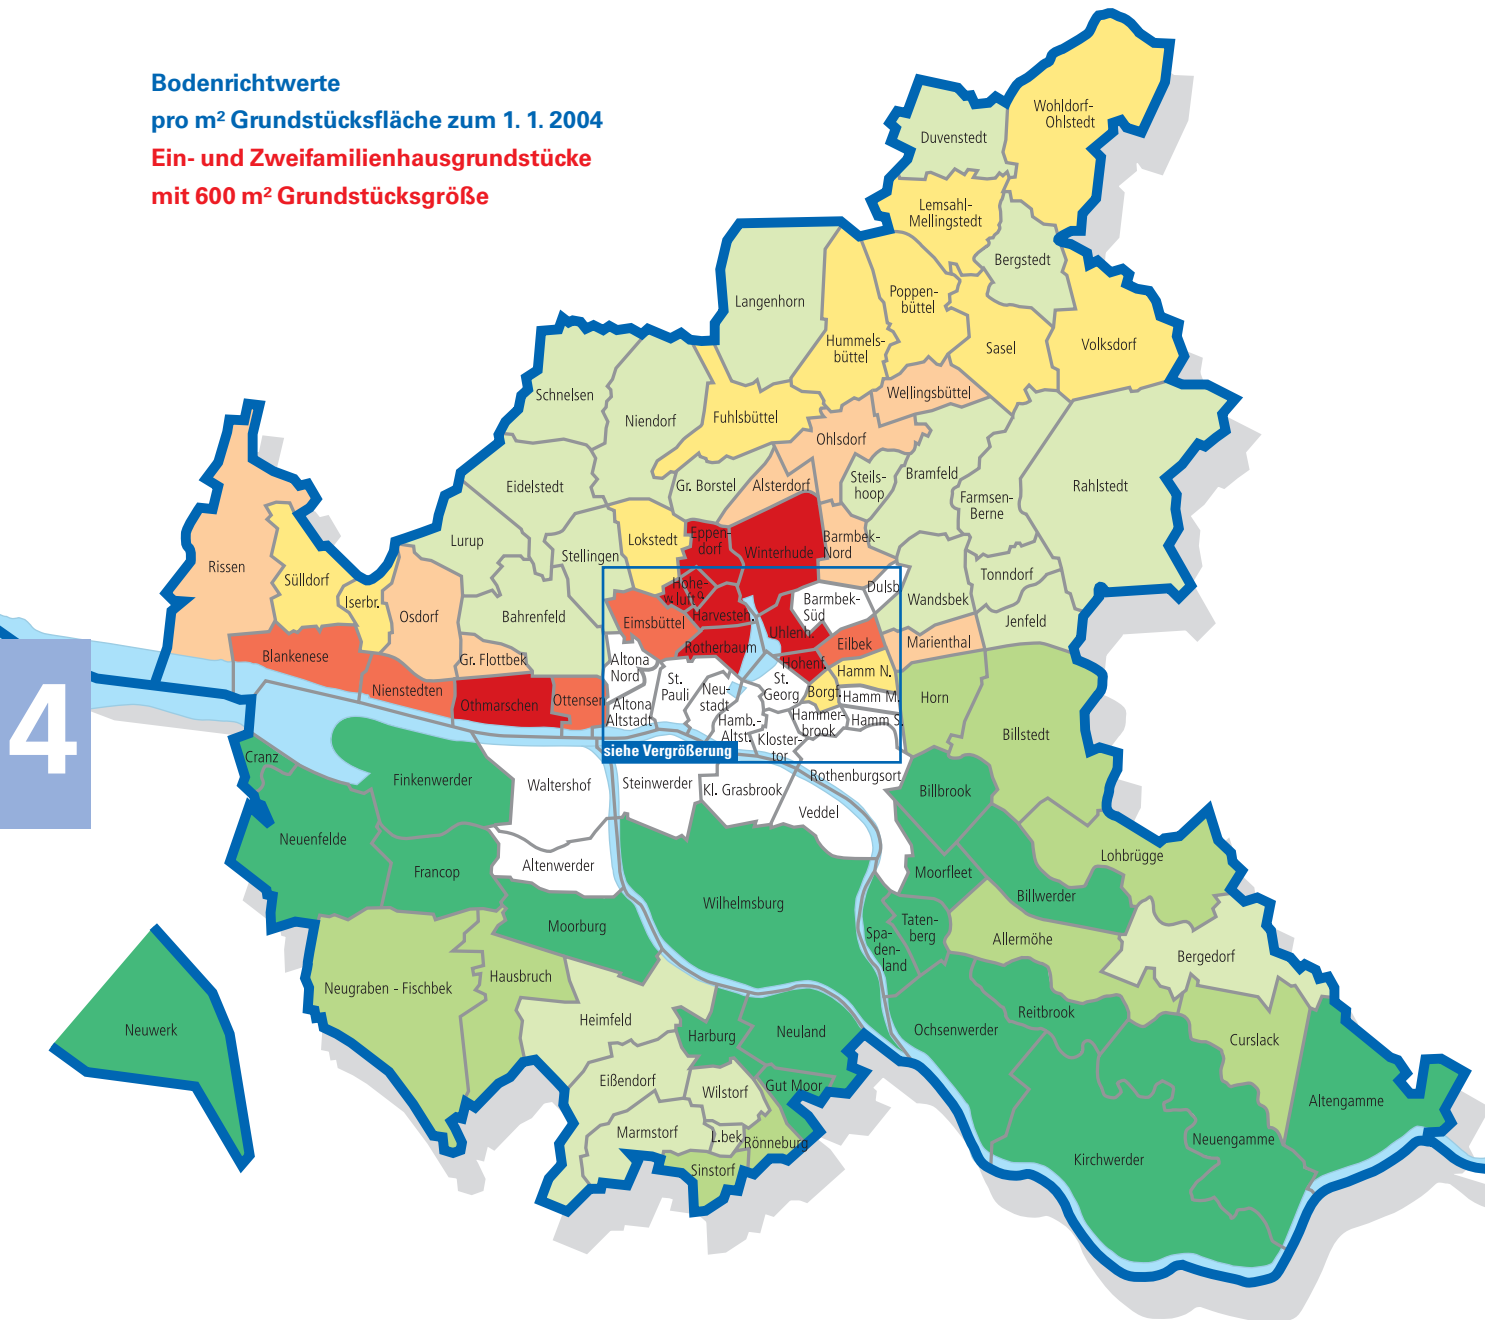 Bodenrichtwerte
pro m² Grundstücksfläche zum 1. 1. 2004
Ein- und Zweifamilienhausgrundstücke
mit 600 m² Grundstücksgröße
4
Wohldorf-
Ohlstedt
Duvenstedt
Lemsahl-
Mellingstedt
Bergstedt
Langenhorn
Poppen-
büttel
Hummels-
büttel
Sasel
Volksdorf
Schnelsen
Niendorf
Fuhlsbüttel
Wellingsbüttel
Ohlsdorf
Eidelstedt
Gr. Borstel
Alsterdorf
Steils-
hoop
Bramfeld
Farmsen-
Berne
Rahlstedt
Lurup
Stellingen
Lokstedt
Eppen-
dorf
Winterhude
Barmbek-
Nord
Rissen
Sülldorf
Iserbr.
Osdorf
Bahrenfeld
Hohe-
w.luft
Harvesteh.
Barmbek-
Süd
Dulsb.
Wandsbek
Tonndorf
Jenfeld
Eimsbüttel
Rotherbaum
Uhlenh.
Eilbek
Marienthal
Blankenese
Gr. Flottbek
Altona
Nord
Hohenf.
Hamm N.
Nienstedten
Othmarschen
Ottensen
Altona
Altstadt
St.
Pauli
Neu-
stadt
St.
Georg
Borgf.
Hamm M.
Hamm S.
Horn
Hamb.-
Altst.
Kloster-
tor
Hammer-
brook
Billstedt
siehe Vergrößerung
Cranz
Finkenwerder
Waltershof
Steinwerder
Kl. Grasbrook
Rothenburgsort
Veddel
Billbrook
Neuenfelde
Francop
Altenwerder
Moorfleet
Lohbrügge
Billwerder
Moorburg
Wilhelmsburg
Spa-
den-
land
Taten-
berg
Allermöhe
Bergedorf
Neugraben - Fischbek
Hausbruch
Heimfeld
Harburg
Neuland
Ochsenwerder
Reitbrook
Curslack
Neuwerk
Eißendorf
Wilstorf
Gut Moor
Altengamme
Marmstorf
L.bek
Rönneburg
Sinstorf
Kirchwerder
Neuengamme